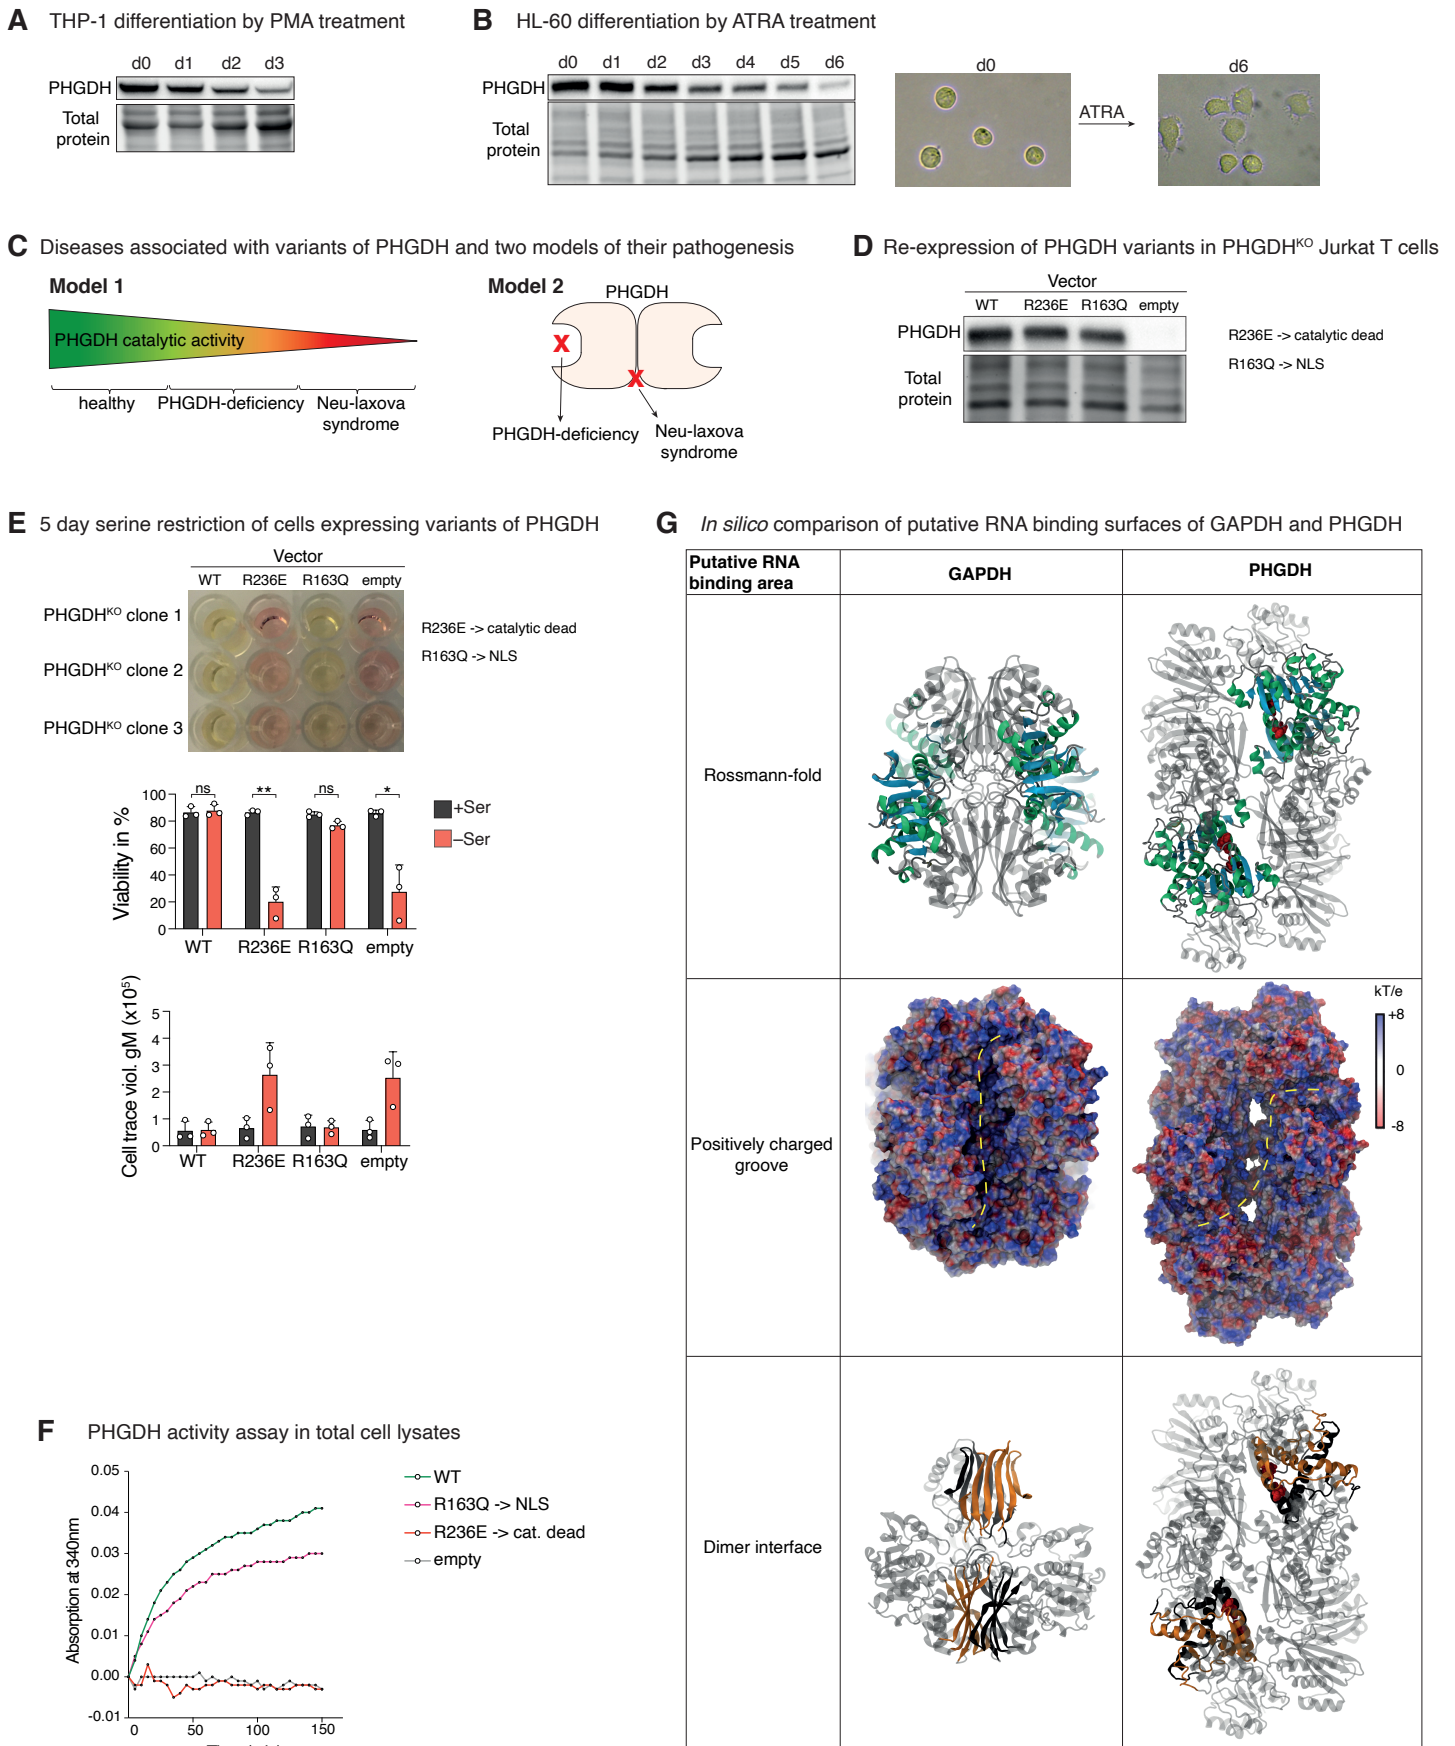 A THP-1 differentiation by PMA treatment
d0 d1 d2 d3
PHGDH
Total
protein
B HL-60 differentiation by ATRA treatment
d0 d1 d2 d3 d4 d5 d6
PHGDH
Total
protein
d0
ATRA
d6
C Diseases associated with variants of PHGDH and two models of their pathogenesis
Model 1
PHGDH catalytic activity
healthy PHGDH-deficiency Neu-laxova
syndrome
Model 2
PHGDH
X
X
PHGDH-deficiency Neu-laxova
syndrome
D Re-expression of PHGDH variants in PHGDHKO Jurkat T cells
Vector
WT R236E R163Q empty
PHGDH
Total
protein
R236E -> catalytic dead
R163Q -> NLS
E 5 day serine restriction of cells expressing variants of PHGDH
Vector
WT R236E R163Q empty
PHGDHKO clone 1
PHGDHKO clone 2
PHGDHKO clone 3
R236E -> catalytic dead
R163Q -> NLS
ns ** ns *
Viability in %
100
80
60
40
20
0
WT R236E R163Q empty
+Ser
–Ser
Cell trace viol. gM (x10⁵)
5
4
3
2
1
0
WT R236E R163Q empty
F PHGDH activity assay in total cell lysates
Absorption at 340nm
0.05
0.04
0.03
0.02
0.01
0.00
-0.01
0 50 100 150
WT
R163Q -> NLS
R236E -> cat. dead
empty
G In silico comparison of putative RNA binding surfaces of GAPDH and PHGDH
Putative RNA
binding area
GAPDH
PHGDH
Rossmann-fold
Positively charged
groove
kT/e
+8
0
-8
Dimer interface